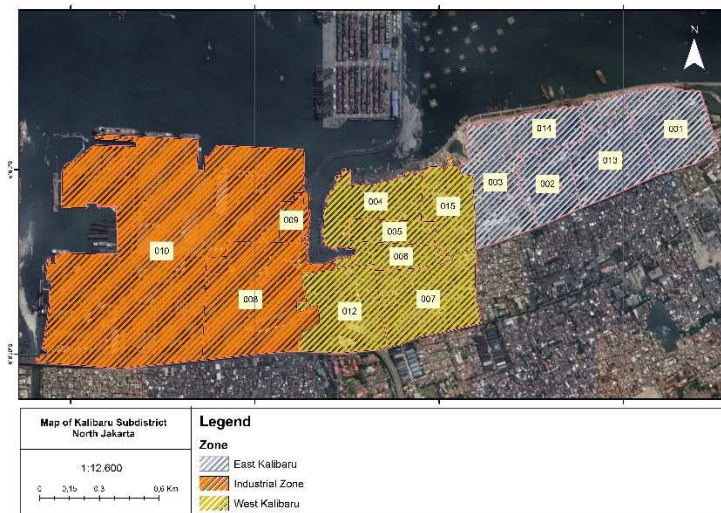 N
014
001
013
003
002
004
015
009
005
010
006
008
007
012
Map of Kalibaru Subdistrict
North Jakarta
1:12.600
0 0,15 0,3 0,6 Km
Legend
Zone
East Kalibaru
Industrial Zone
West Kalibaru